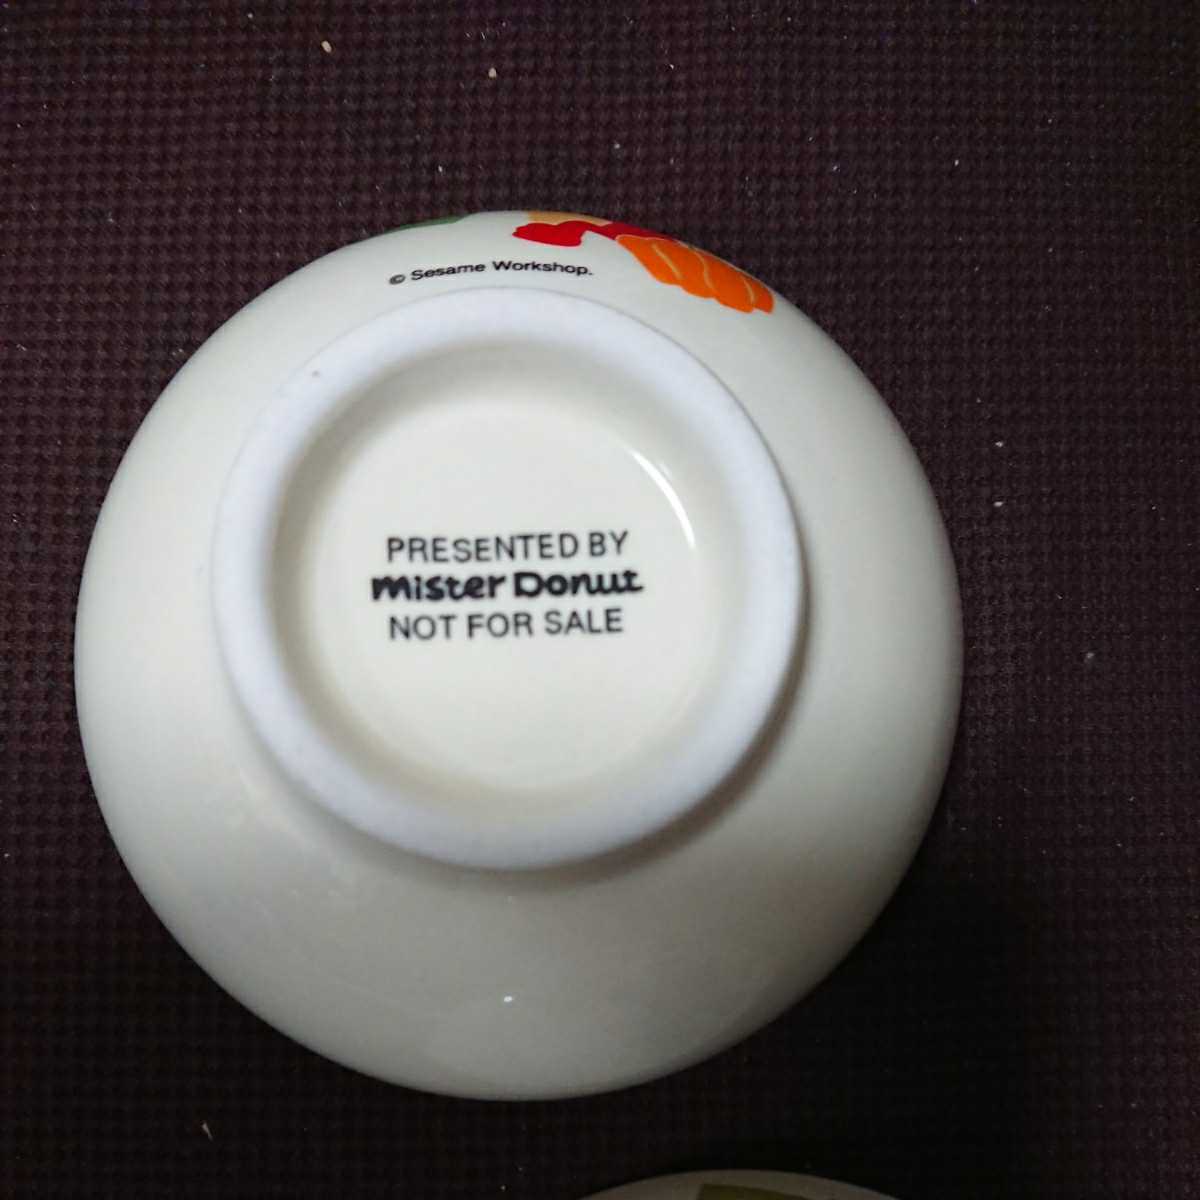 © Sesame Workshop.
PRESENTED BY
Mister Donut
NOT FOR SALE